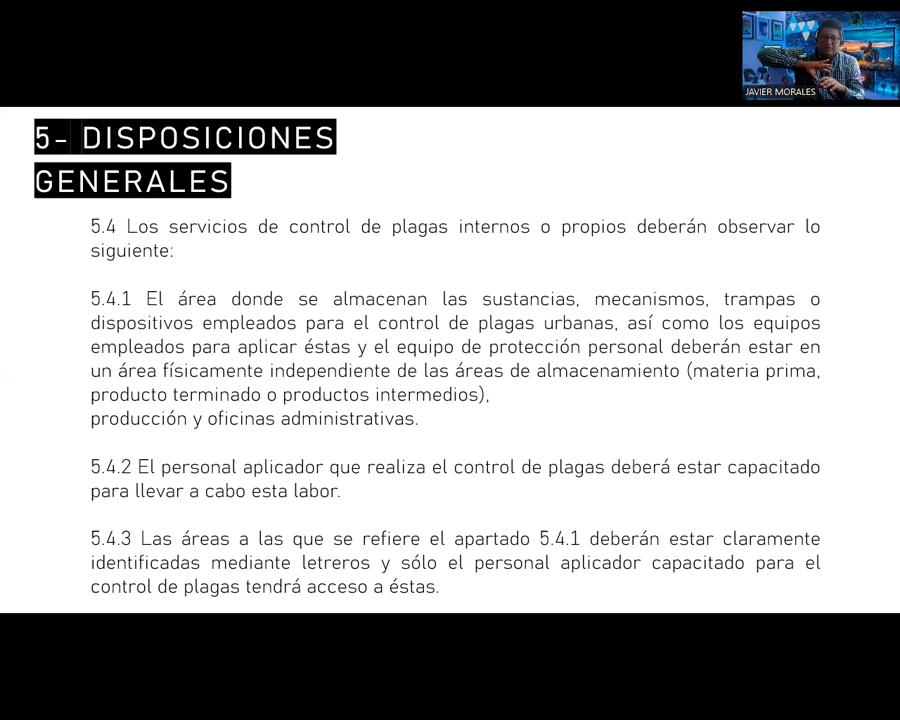 JAVIER MORALES
5- DISPOSICIONES
GENERALES
5.4 Los servicios de control de plagas internos o propios deberán observar lo
siguiente:
5.4.1 El área donde se almacenan las sustancias, mecanismos, trampas o
dispositivos empleados para el control de plagas urbanas, así como los equipos
empleados para aplicar éstas y el equipo de protección personal deberán estar en
un área físicamente independiente de las áreas de almacenamiento (materia prima,
producto terminado o productos intermedios),
producción y oficinas administrativas.
5.4.2 El personal aplicador que realiza el control de plagas deberá estar capacitado
para llevar a cabo esta labor.
5.4.3 Las áreas a las que se refiere el apartado 5.4.1 deberán estar claramente
identificadas mediante letreros y sólo el personal aplicador capacitado para el
control de plagas tendrá acceso a éstas.